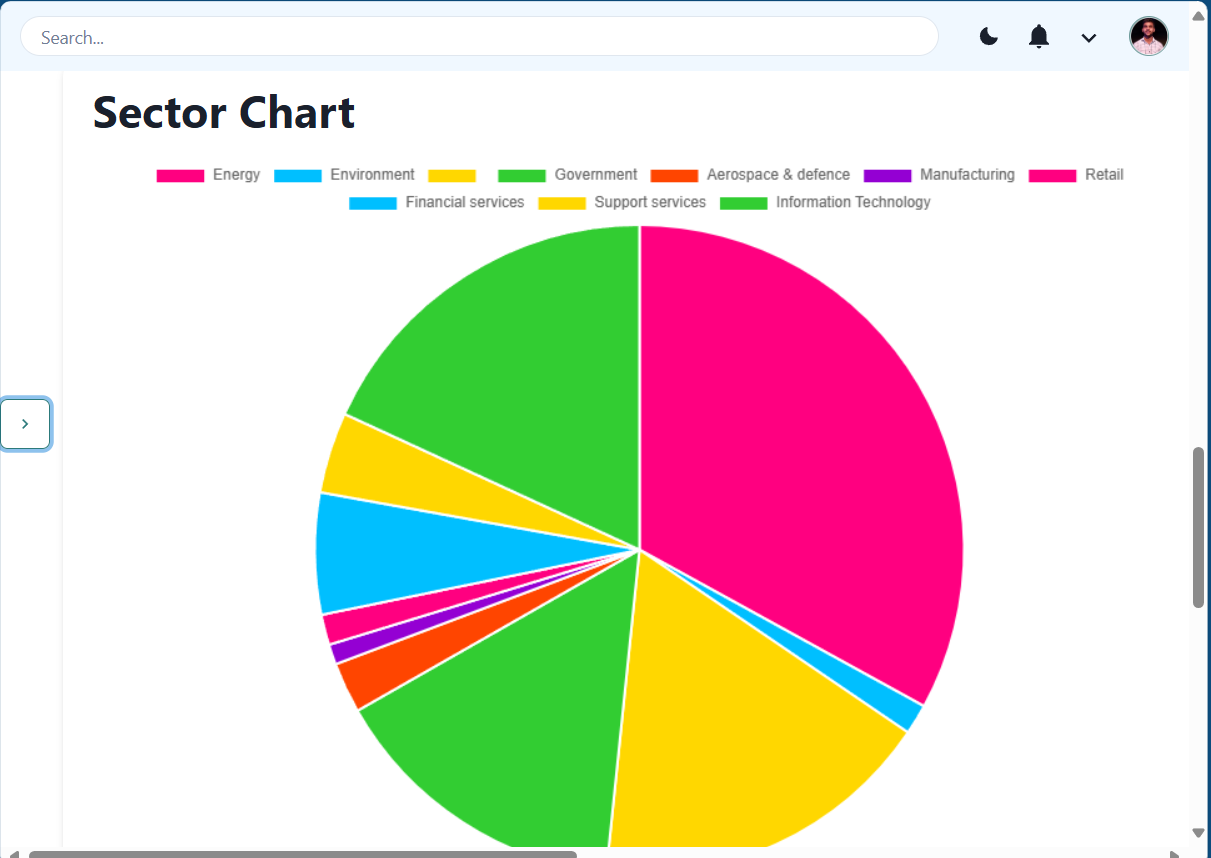 Search...
Sector Chart
Energy Environment Government Aerospace & defence Manufacturing Retail
Financial services Support services Information Technology